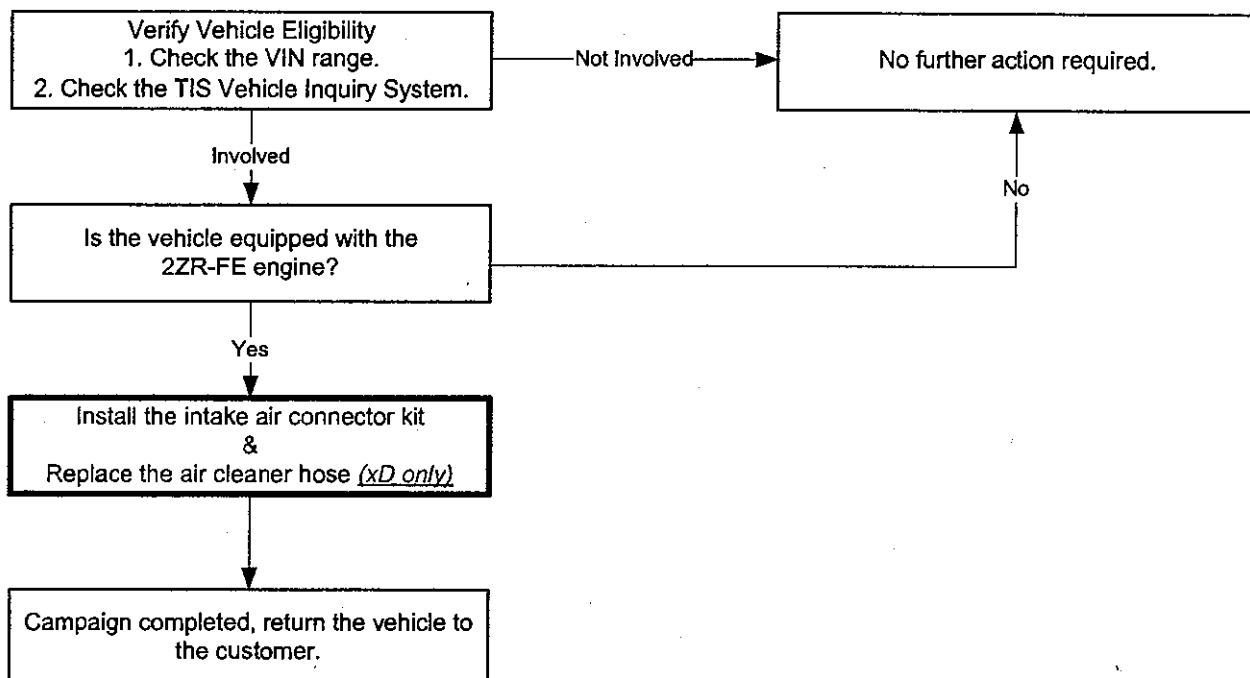 Verify Vehicle Eligibility
1. Check the VIN range.
2. Check the TIS Vehicle Inquiry System.
Not Involved
No further action required.
Involved
No
Is the vehicle equipped with the
2ZR-FE engine?
Yes
Install the intake air connector kit
&
Replace the air cleaner hose (xD only)
Campaign completed, return the vehicle to
the customer.